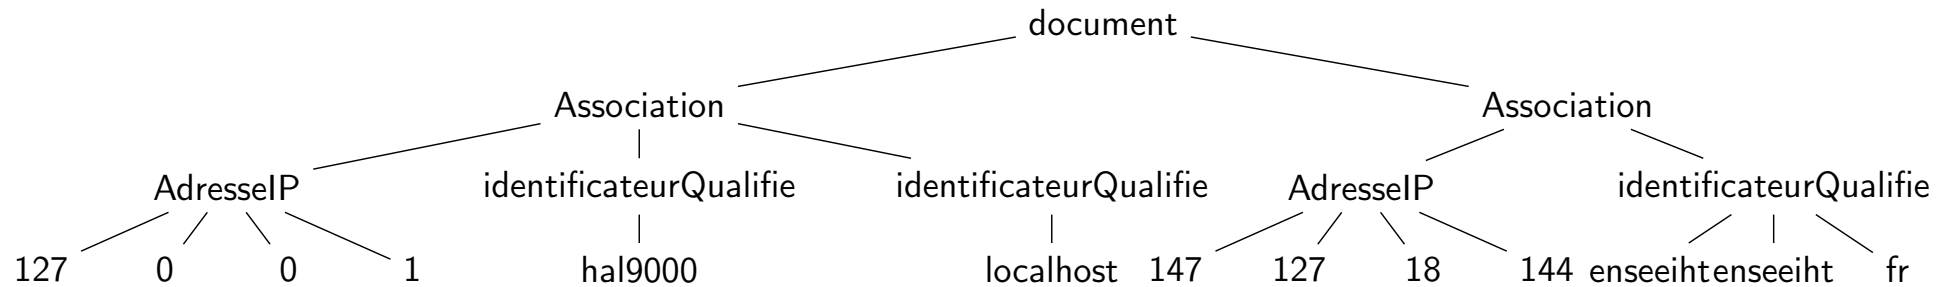 document
Association Association
AdresseIP identificateurQualifie identificateurQualifie AdresseIP identificateurQualifie
127 0 0 1 hal9000 localhost 147 127 18 144 enseeiht enseeiht fr